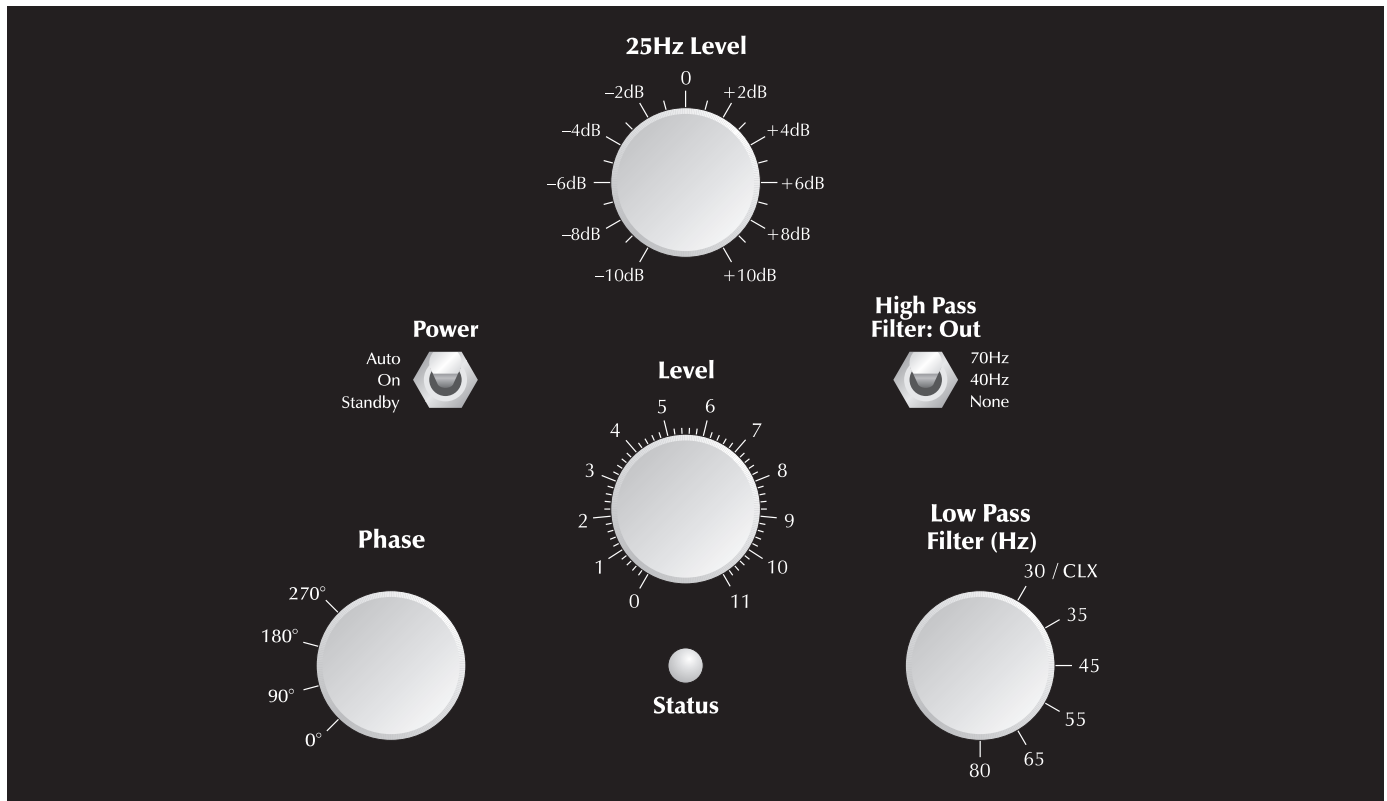 25Hz Level
0
–2dB
+2dB
–4dB
+4dB
–6dB
+6dB
–8dB
+8dB
–10dB
+10dB
Power
Auto
On
Standby
High Pass
Filter: Out
70Hz
40Hz
None
Level
5
6
4
7
3
8
2
9
1
10
0
11
Phase
270°
180°
90°
0°
Status
Low Pass
Filter (Hz)
30 / CLX
35
45
55
65
80